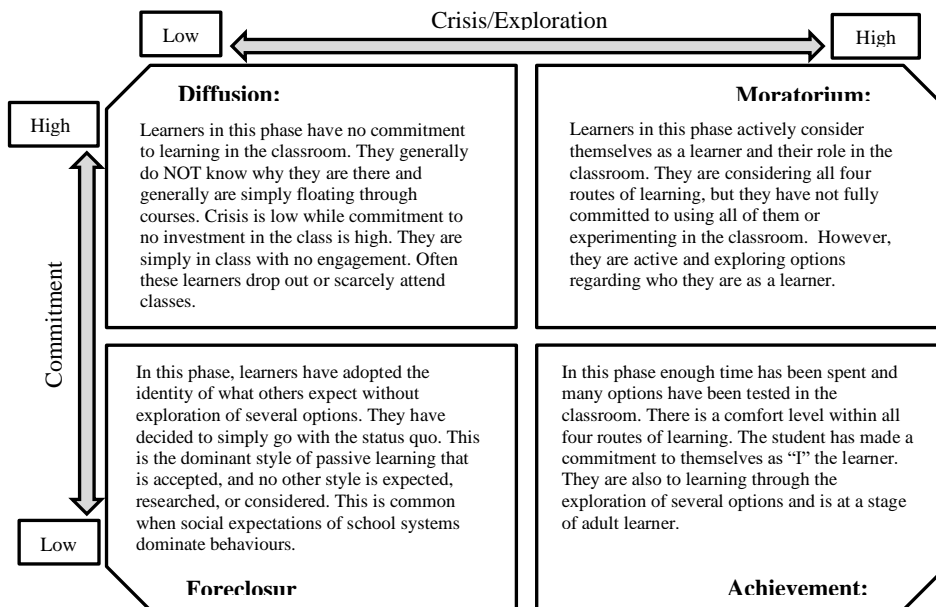 Crisis/Exploration
Low
High
High
Commitment
Low
Diffusion:
Learners in this phase have no commitment
to learning in the classroom. They generally
do NOT know why they are there and
generally are simply floating through
courses. Crisis is low while commitment to
no investment in the class is high. They are
simply in class with no engagement. Often
these learners drop out or scarcely attend
classes.
Moratorium:
Learners in this phase actively consider
themselves as a learner and their role in the
classroom. They are considering all four
routes of learning, but they have not fully
committed to using all of them or
experimenting in the classroom. However,
they are active and exploring options
regarding who they are as a learner.
In this phase, learners have adopted the
identity of what others expect without
exploration of several options. They have
decided to simply go with the status quo. This
is the dominant style of passive learning that
is accepted, and no other style is expected,
researched, or considered. This is common
when social expectations of school systems
dominate behaviours.
Foreclosur
In this phase enough time has been spent and
many options have been tested in the
classroom. There is a comfort level within all
four routes of learning. The student has made a
commitment to themselves as “I” the learner.
They are also to learning through the
exploration of several options and is at a stage
of adult learner.
Achievement: